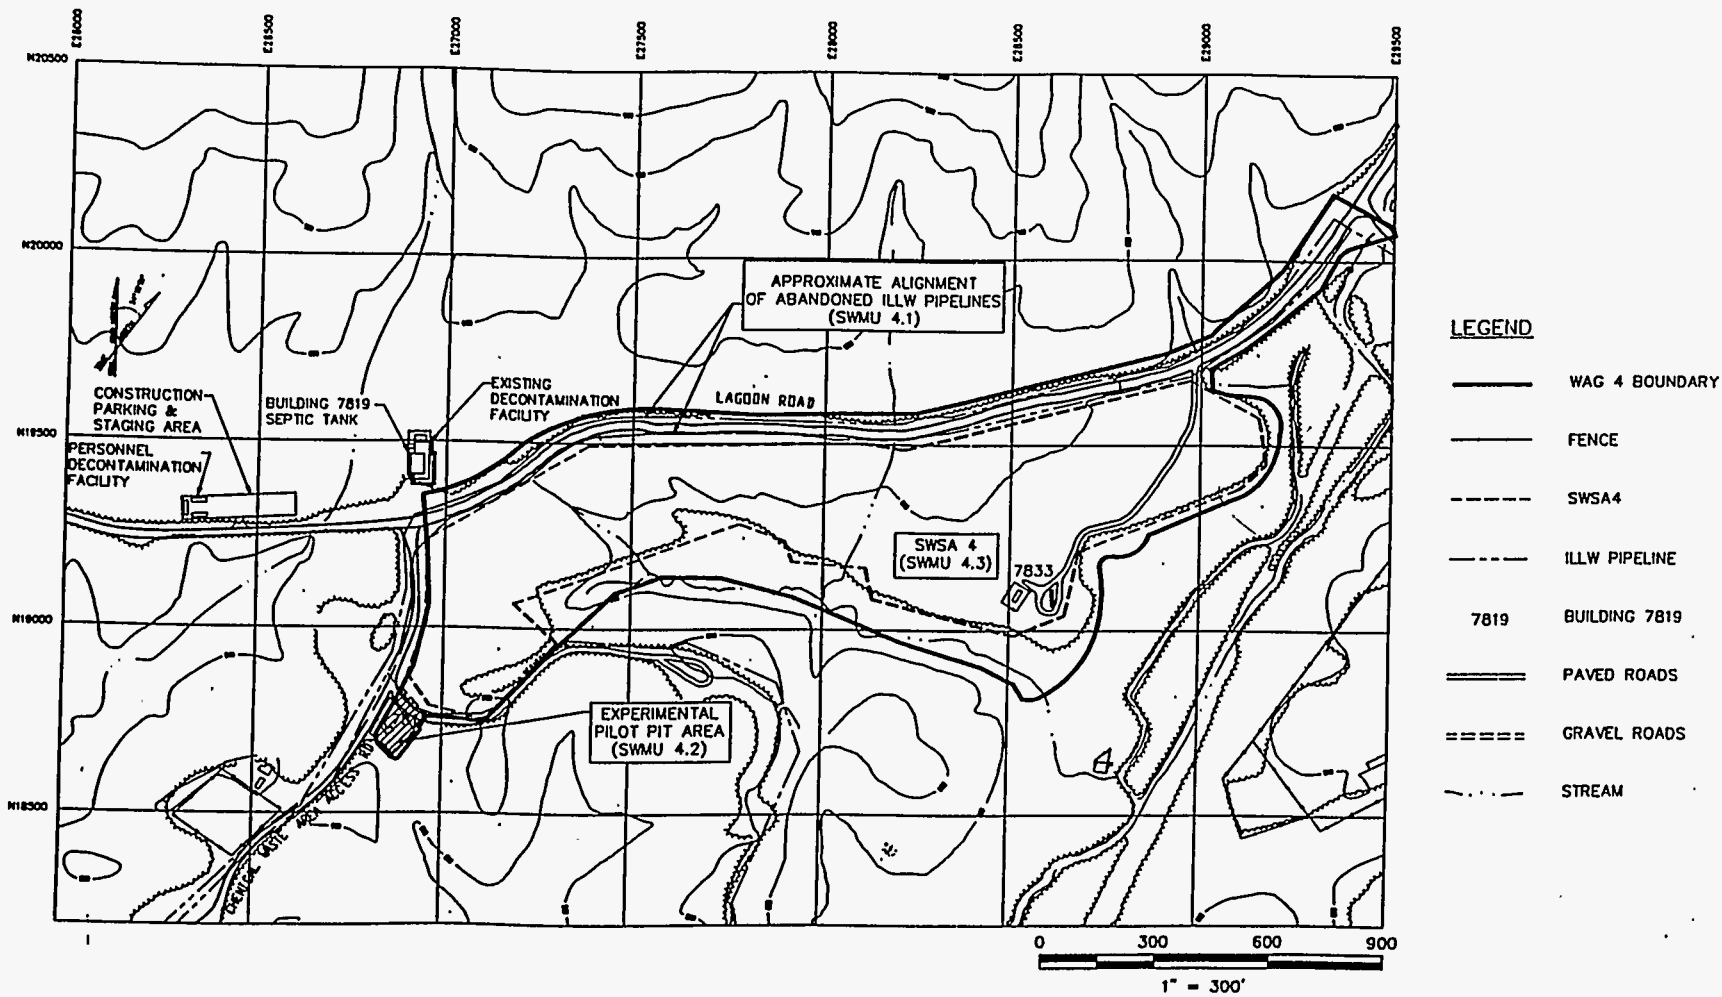 E26000
E26500
E27000
E27500
E28000
E28500
E29000
E29500
N20500
N20000
N19500
N19000
N18500
APPROXIMATE ALIGNMENT
OF ABANDONED ILLW PIPELINES
(SWMU 4.1)
LAGOON ROAD
CONSTRUCTION
PARKING &
STAGING AREA
BUILDING 7819
SEPTIC TANK
EXISTING
DECONTAMINATION
FACILITY
PERSONNEL
DECONTAMINATION
FACILITY
SWSA 4
(SWMU 4.3)
7833
EXPERIMENTAL
PILOT PIT AREA
(SWMU 4.2)
CHEMICAL WASTE AREA ACCESS RD
LEGEND
WAG 4 BOUNDARY
FENCE
SWSA4
ILLW PIPELINE
7819 BUILDING 7819
PAVED ROADS
GRAVEL ROADS
STREAM
0 300 600 900
1" = 300'